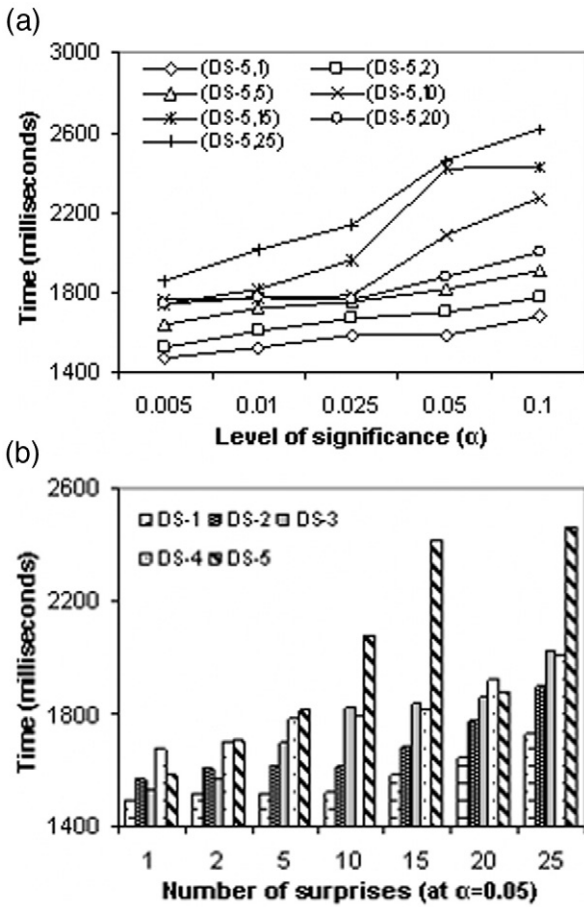 (a)
3000
2600
2200
1800
1400
Time (milliseconds)
(DS-5,1) (DS-5,2)
(DS-5,5) (DS-5,10)
(DS-5,15) (DS-5,20)
(DS-5,25)
0.005 0.01 0.025 0.05 0.1
Level of significance (α)
(b)
2600
2200
1800
1400
Time (milliseconds)
DS-1 DS-2 DS-3
DS-4 DS-5
1 2 5 10 15 20 25
Number of surprises (at α=0.05)